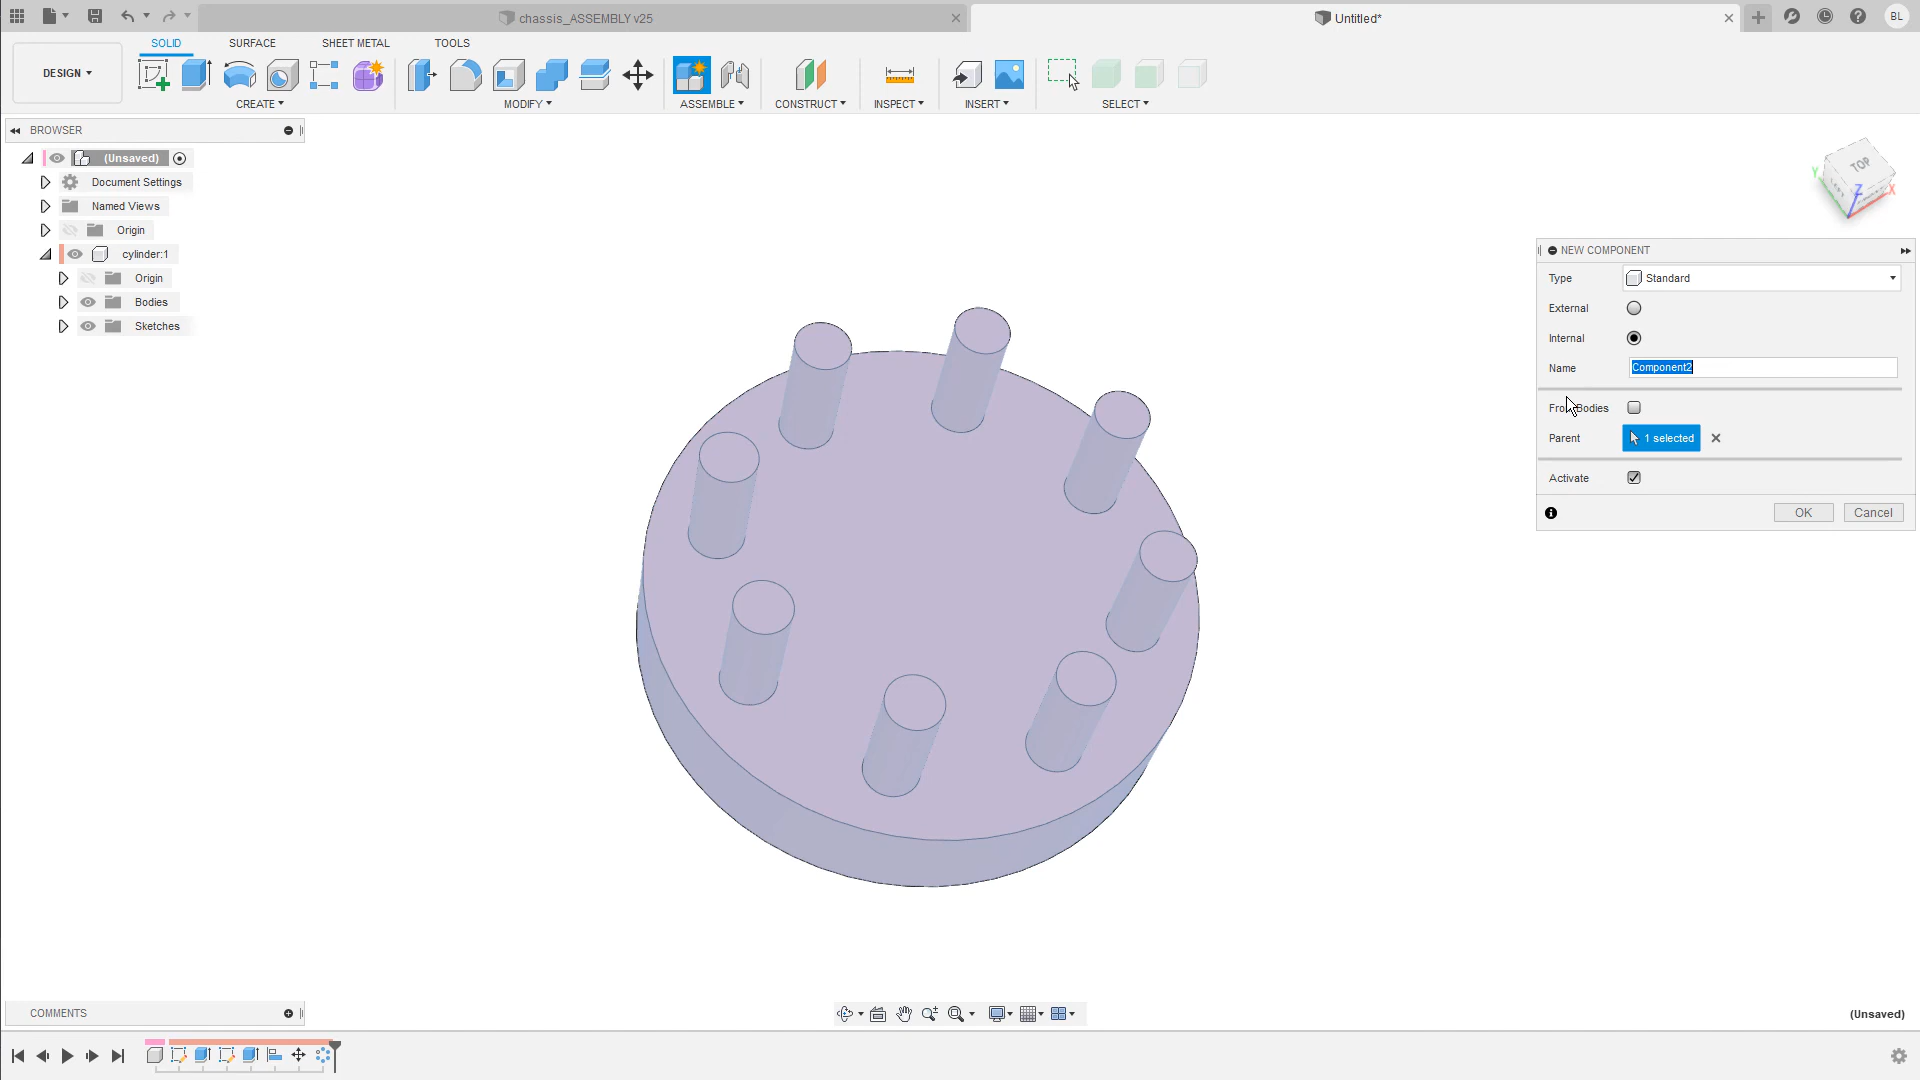 chassis_ASSEMBLY v25
Untitled*
BL
DESIGN
SOLID
SURFACE
SHEET METAL
TOOLS
CREATE
MODIFY
ASSEMBLE
CONSTRUCT
INSPECT
INSERT
SELECT
BROWSER
(Unsaved)
Document Settings
Named Views
Origin
cylinder:1
Origin
Bodies
Sketches
TOP
Y
Z
X
NEW COMPONENT
Type
Standard
External
Internal
Name
Component2
From Bodies
Parent
1 selected
Activate
OK
Cancel
COMMENTS
(Unsaved)